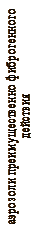 аэрозоли преимущественно фиброгенного
действия